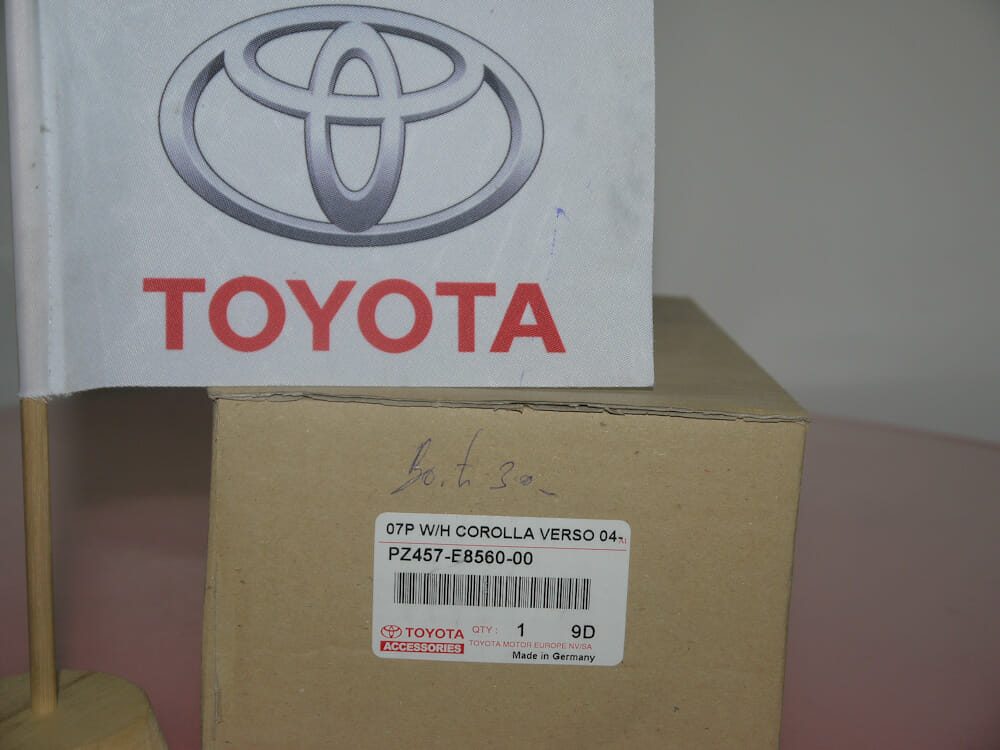 TOYOTA
07P W/H COROLLA VERSO 04-
PZ457-E8560-00
TOYOTA
ACCESSORIES
QTY : 1 9D
TOYOTA MOTOR EUROPE NV/SA
Made in Germany